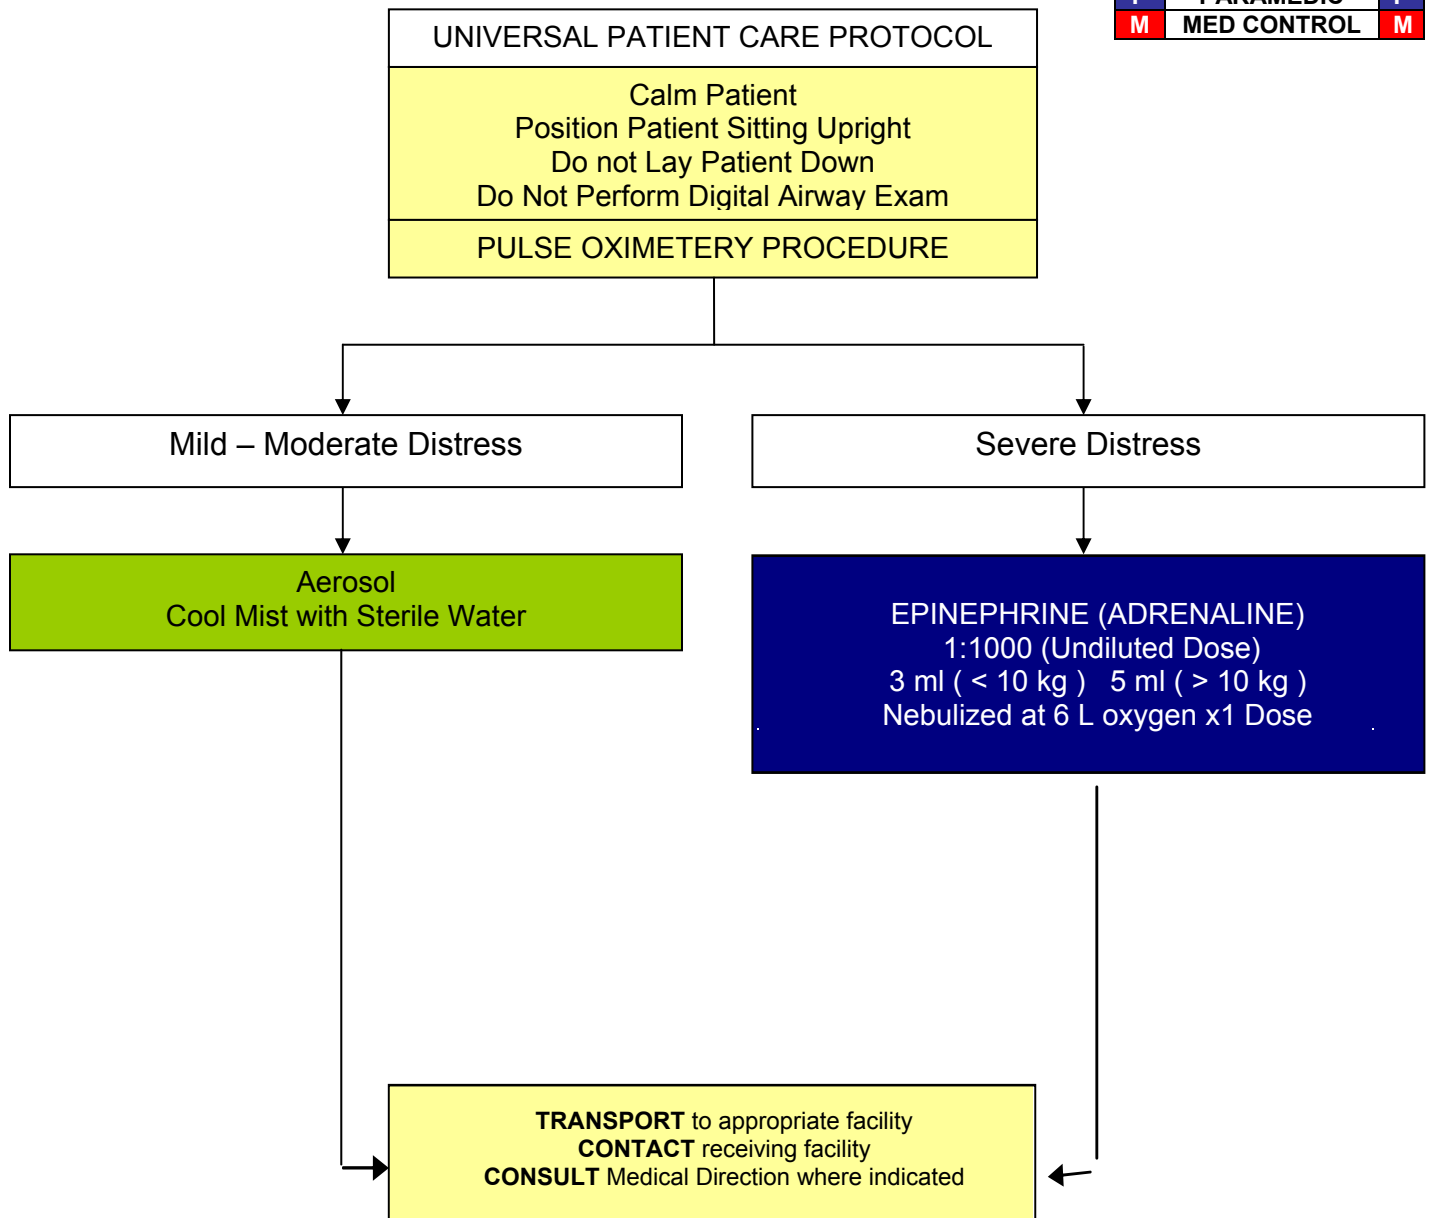 PARAMEDIC
M MED CONTROL M
UNIVERSAL PATIENT CARE PROTOCOL
Calm Patient
Position Patient Sitting Upright
Do not Lay Patient Down
Do Not Perform Digital Airway Exam
PULSE OXIMETERY PROCEDURE
Mild – Moderate Distress
Severe Distress
Aerosol
Cool Mist with Sterile Water
EPINEPHRINE (ADRENALINE)
1:1000 (Undiluted Dose)
3 ml ( < 10 kg ) 5 ml ( > 10 kg )
Nebulized at 6 L oxygen x1 Dose
TRANSPORT to appropriate facility
CONTACT receiving facility
CONSULT Medical Direction where indicated